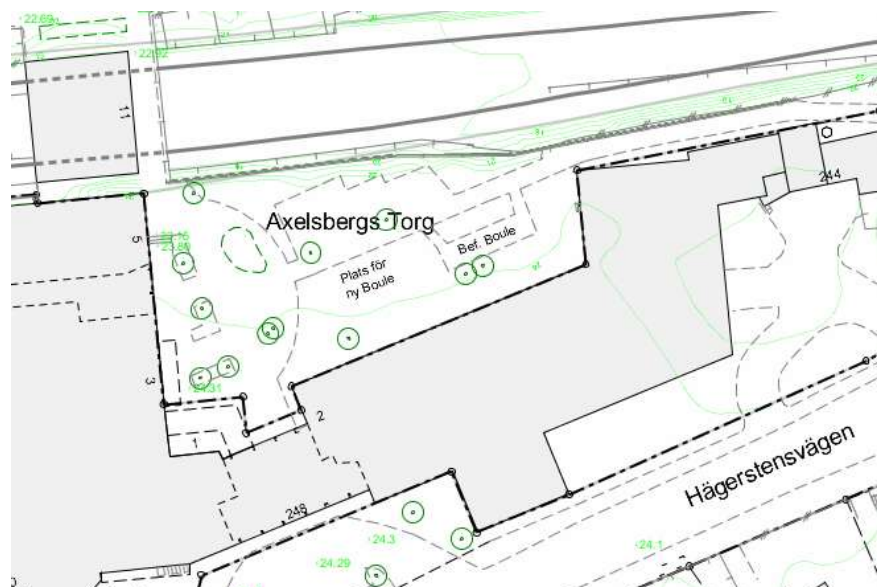 22.69
22.92
11
Axelsbergs Torg
5
Bef. Boule
Plats för
ny Boule
244
3
1
2
248
Hägerstensvägen
24.3
24.1
24.29